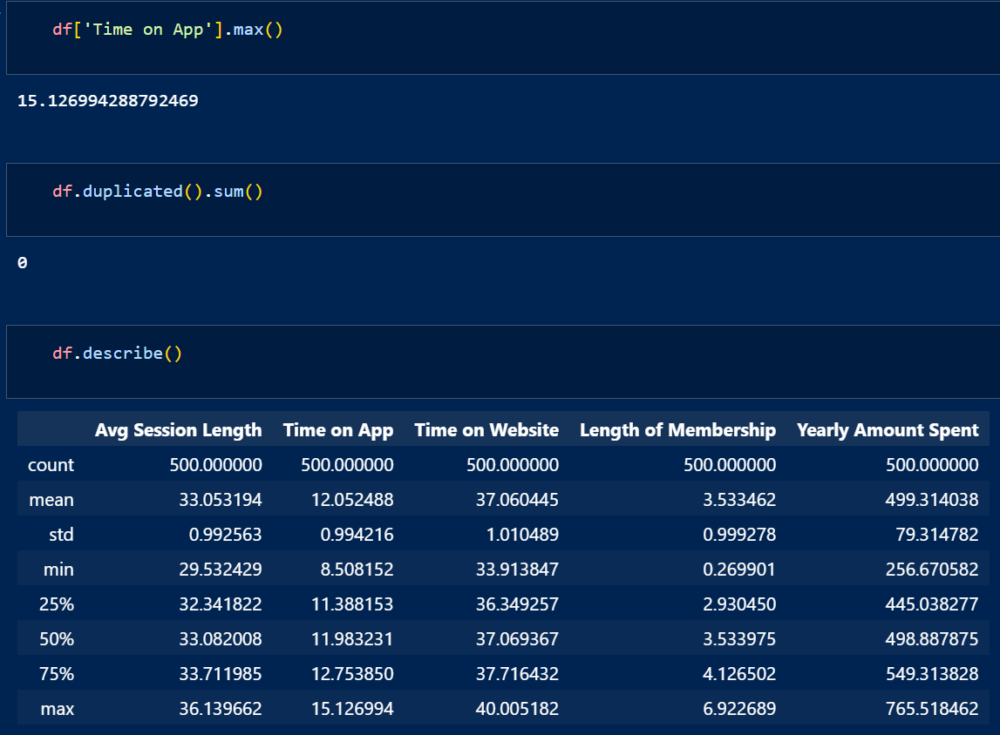 df['Time on App'].max()
15.126994288792469
df.duplicated().sum()
0
df.describe()
Avg Session Length Time on App Time on Website Length of Membership Yearly Amount Spent
count 500.000000 500.000000 500.000000 500.000000 500.000000
mean 33.053194 12.052488 37.060445 3.533462 499.314038
std 0.992563 0.994216 1.010489 0.999278 79.314782
min 29.532429 8.508152 33.913847 0.269901 256.670582
25% 32.341822 11.388153 36.349257 2.930450 445.038277
50% 33.082008 11.983231 37.069367 3.533975 498.887875
75% 33.711985 12.753850 37.716432 4.126502 549.313828
max 36.139662 15.126994 40.005182 6.922689 765.518462